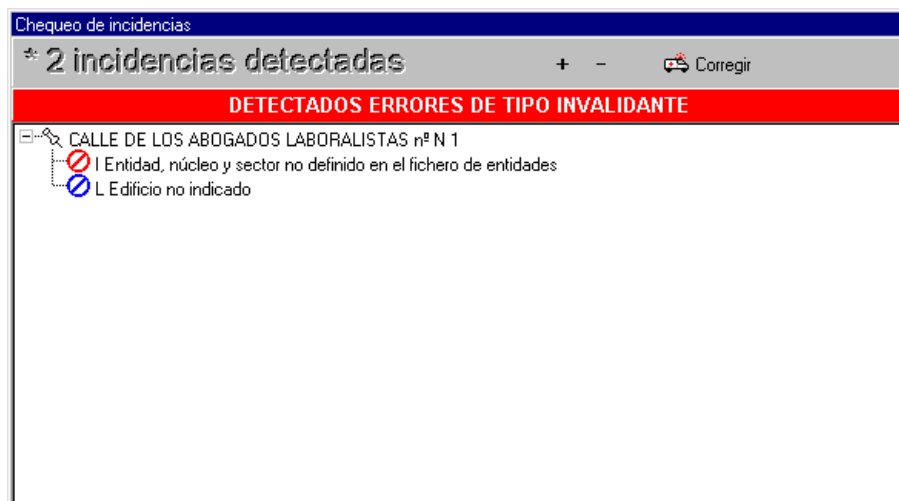 Chequeo de incidencias
* 2 incidencias detectadas + - Corregir
DETECTADOS ERRORES DE TIPO INVALIDANTE
CALLE DE LOS ABOGADOS LABORALISTAS nº N 1
I Entidad, núcleo y sector no definido en el fichero de entidades
L Edificio no indicado